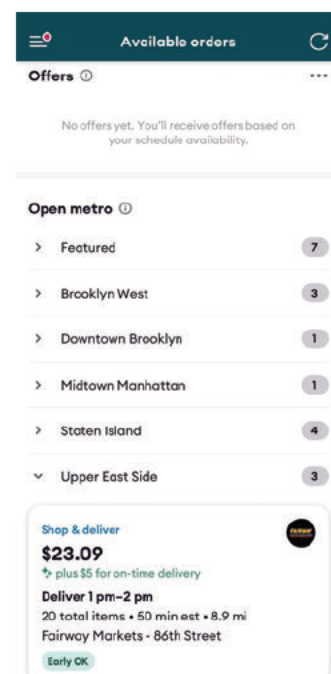 Available orders
Offers
No offers yet. You'll receive offers based on
your schedule availability.
Open metro
Featured 7
Brooklyn West 3
Downtown Brooklyn 1
Midtown Manhattan 1
Staten Island 4
Upper East Side 3
Shop & deliver
$23.09
plus $5 for on-time delivery
Deliver 1 pm–2 pm
20 total items • 50 min est • 8.9 mi
Fairway Markets - 86th Street
Early OK